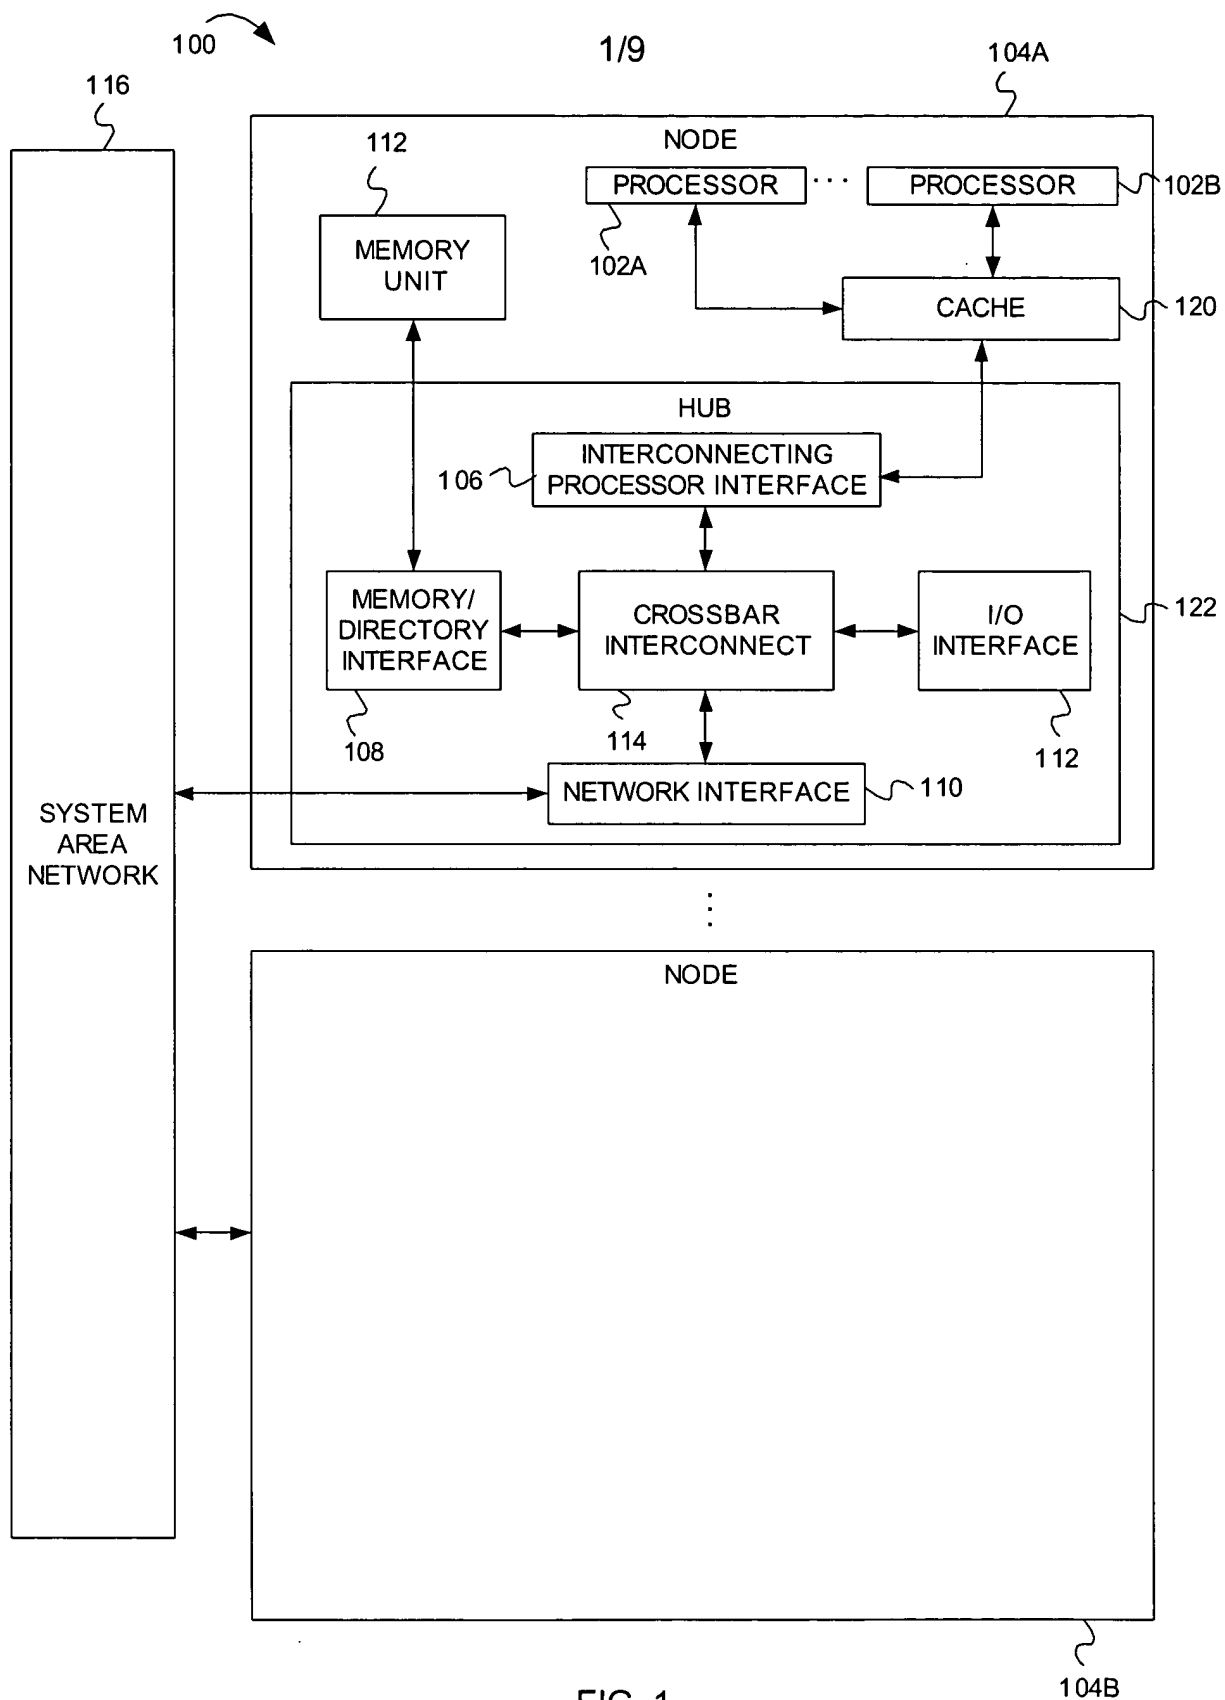 100
1/9
104A
116
NODE
112
PROCESSOR
. . .
PROCESSOR
102B
MEMORY
UNIT
102A
CACHE
120
HUB
INTERCONNECTING
PROCESSOR INTERFACE
106
MEMORY/
DIRECTORY
INTERFACE
CROSSBAR
INTERCONNECT
I/O
INTERFACE
122
108
114
112
NETWORK INTERFACE
110
SYSTEM
AREA
NETWORK
NODE
104B
FIG. 1